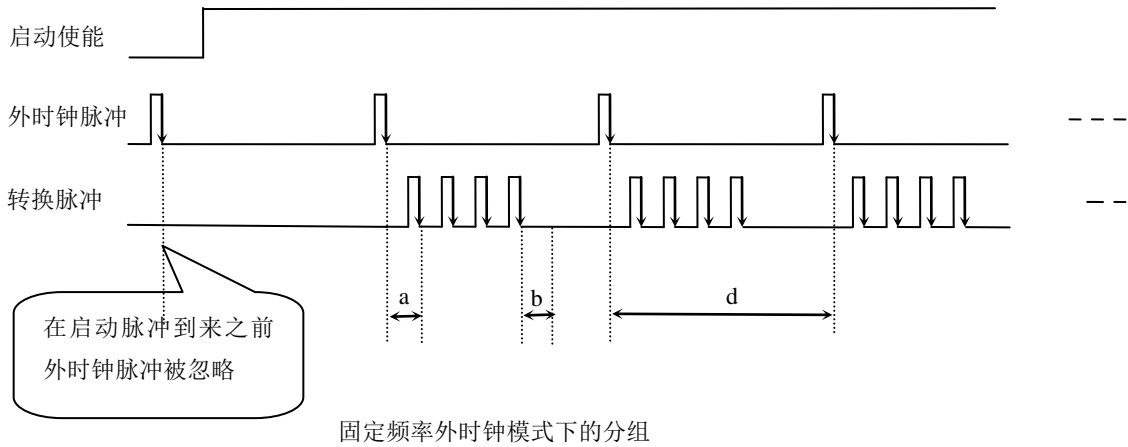 启动使能
外时钟脉冲
转换脉冲
a
b
d
在启动脉冲到来之前
外时钟脉冲被忽略
固定频率外时钟模式下的分组